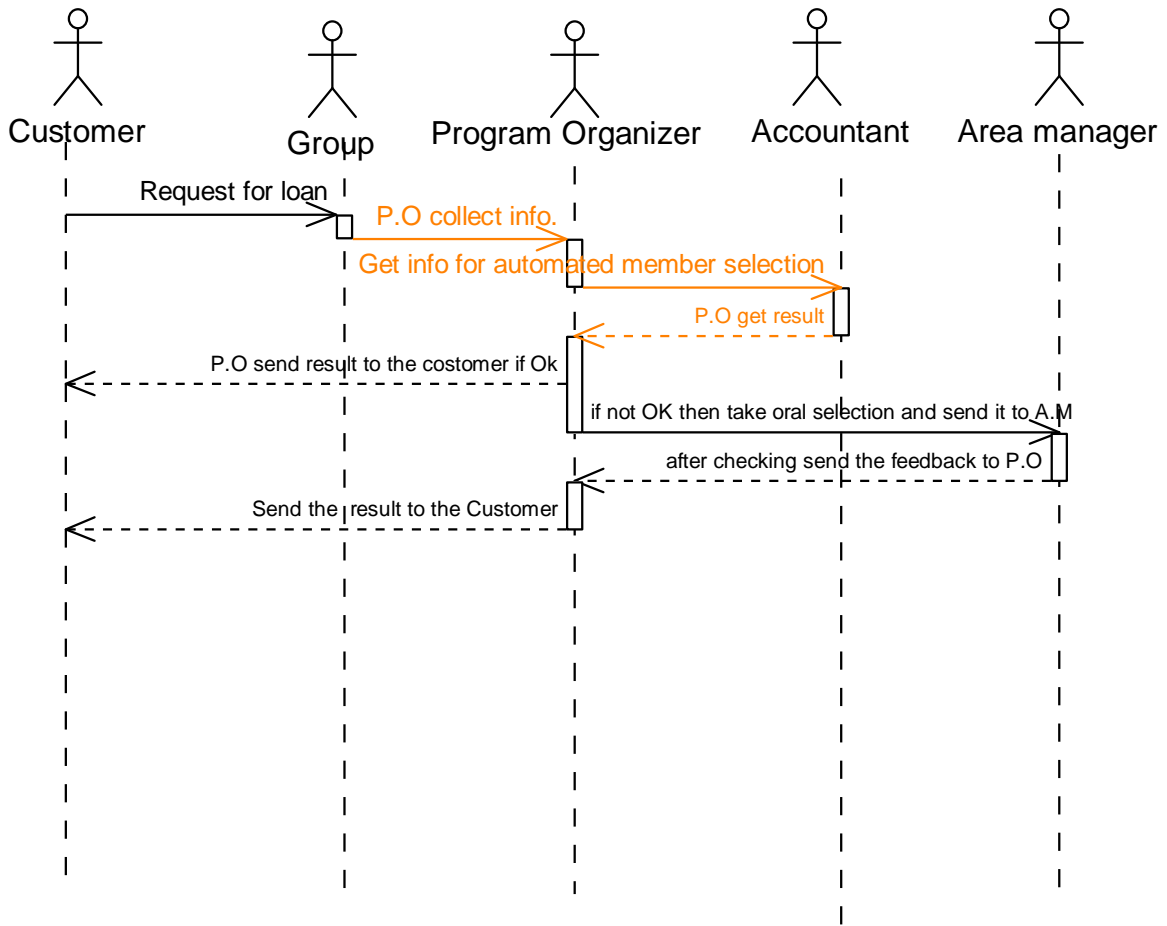 Customer
Group
Program Organizer
Accountant
Area manager
Request for loan
P.O collect info.
Get info for automated member selection
P.O get result
P.O send result to the costomer if Ok
if not OK then take oral selection and send it to A.M
after checking send the feedback to P.O
Send the result to the Customer